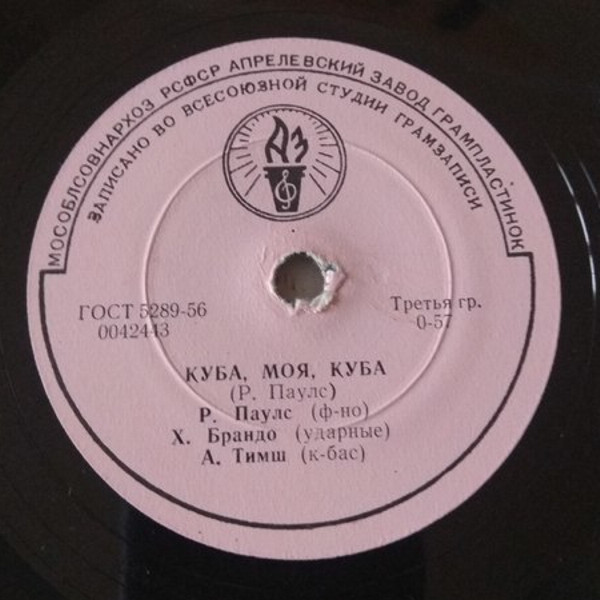 МОСОБЛСОВНАРХОЗ РСФСР АПРЕЛЕВСКИЙ ЗАВОД ГРАМПЛАСТИНОК
ЗАПИСАНО ВО ВСЕСОЮЗНОЙ СТУДИИ ГРАМЗАПИСИ
АЗ
ГОСТ 5289-56
0042443
Третья гр.
0-57
КУБА, МОЯ, КУБА
(Р. Паулс)
Р. Паулс (ф-но)
Х. Брандо (ударные)
А. Тимш (к-бас)